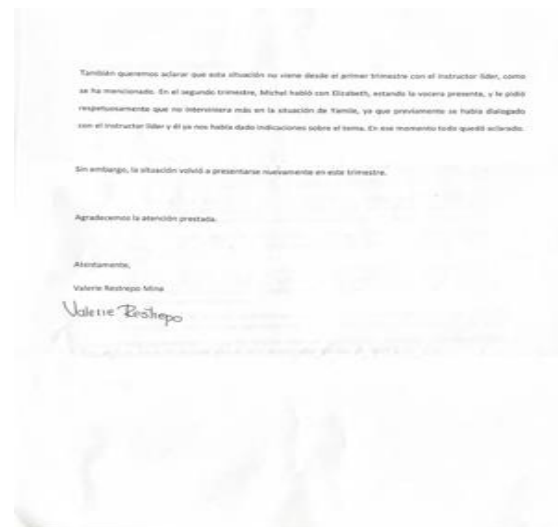 También queremos aclarar que esta situación no viene desde el primer trimestre con el instructor líder, como
se ha mencionado. En el segundo trimestre, Michel habló con Elizabeth, estando la vocera presente, y le pidió
respetuosamente que no interviniera más en la situación de Yamile, ya que previamente se había dialogado
con el instructor líder y él ya nos había dado indicaciones sobre el tema. En ese momento todo quedó aclarado.
Sin embargo, la situación volvió a presentarse nuevamente en este trimestre.
Agradecemos la atención prestada.
Atentamente,
Valerie Restrepo Mina
Valerie Restrepo